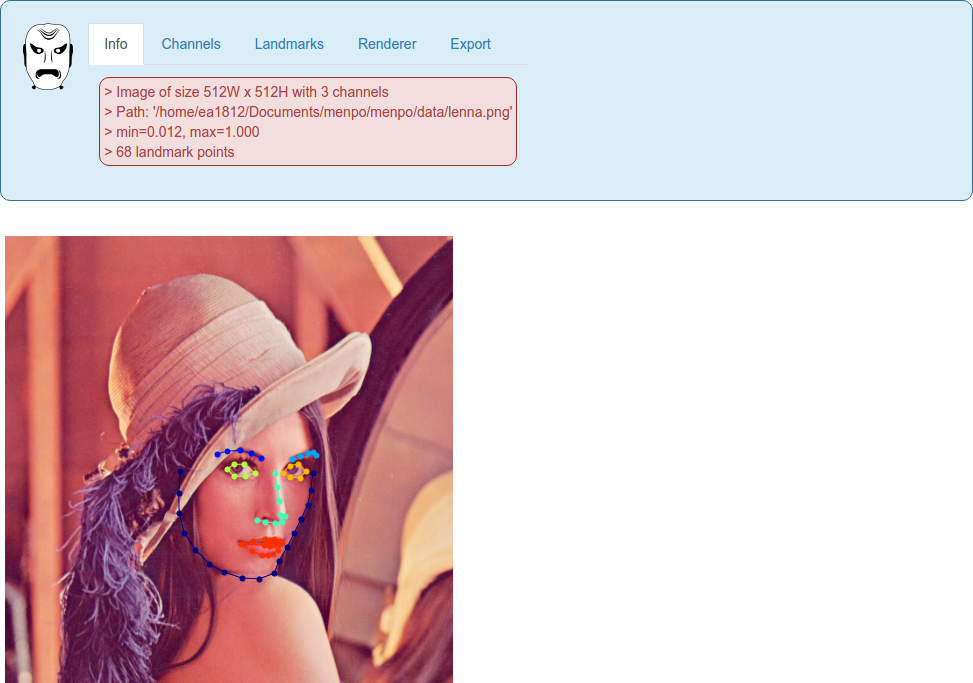 Info Channels Landmarks Renderer Export
> Image of size 512W x 512H with 3 channels
> Path: '/home/ea1812/Documents/menpo/menpo/data/lenna.png'
> min=0.012, max=1.000
> 68 landmark points